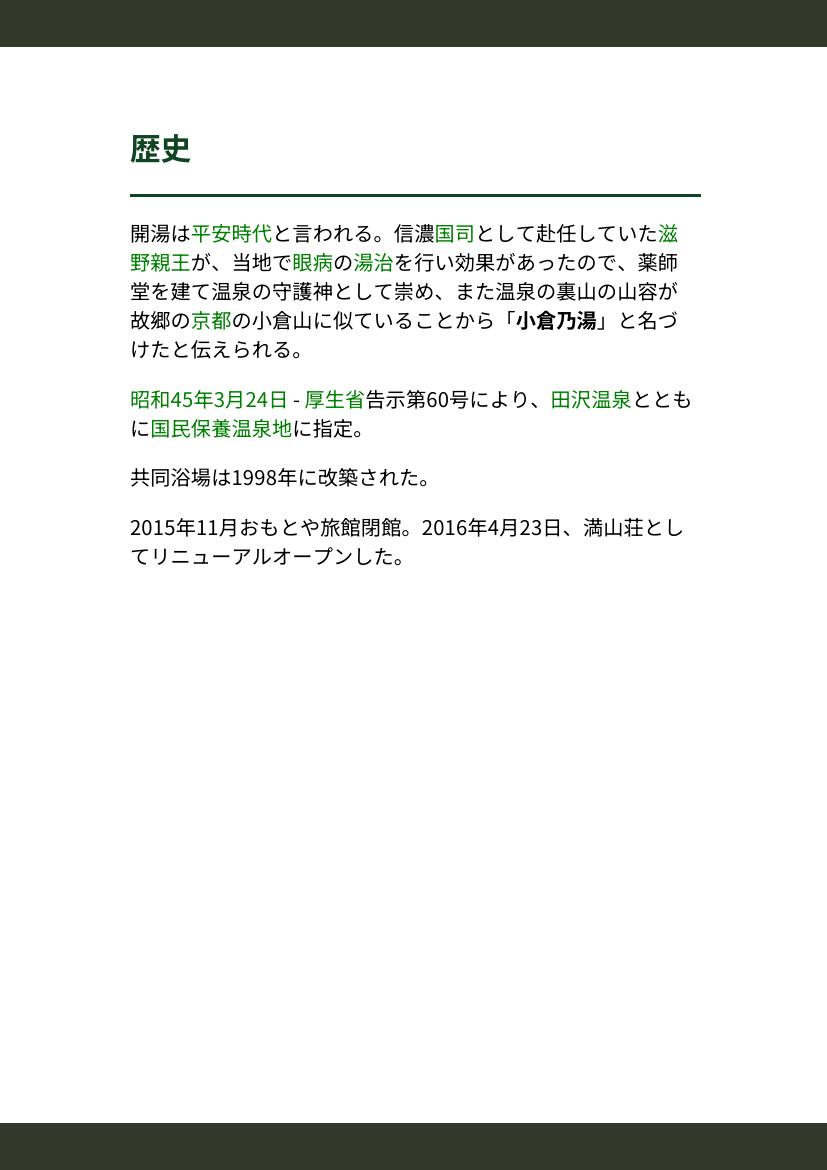 歴史
開湯は平安時代と言われる。信濃国司として赴任していた滋
野親王が、当地で眼病の湯治を行い効果があったので、薬師
堂を建て温泉の守護神として崇め、また温泉の裏山の山容が
故郷の京都の小倉山に似ていることから「小倉乃湯」と名づ
けたと伝えられる。
昭和45年3月24日 - 厚生省告示第60号により、田沢温泉ととも
に国民保養温泉地に指定。
共同浴場は1998年に改築された。
2015年11月おもとや旅館閉館。2016年4月23日、満山荘とし
てリニューアルオープンした。